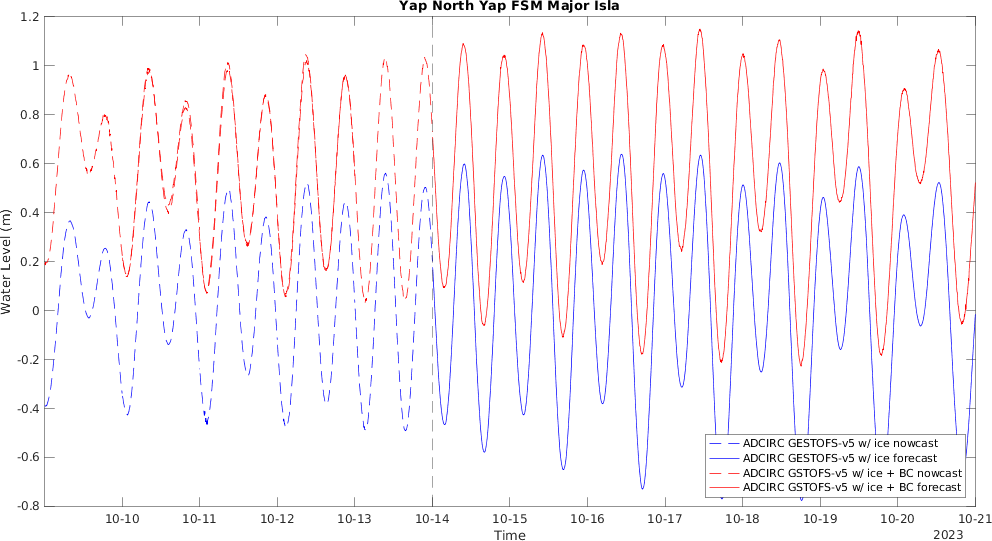 Yap North Yap FSM Major Isla
1.2
1
0.8
0.6
0.4
0.2
0
-0.2
-0.4
-0.6
-0.8
Water Level (m)
ADCIRC GESTOFS-v5 w/ ice nowcast
ADCIRC GESTOFS-v5 w/ ice forecast
ADCIRC GSTOFS-v5 w/ ice + BC nowcast
ADCIRC GSTOFS-v5 w/ ice + BC forecast
10-10 10-11 10-12 10-13 10-14 10-15 10-16 10-17 10-18 10-19 10-20 10-21
Time
2023